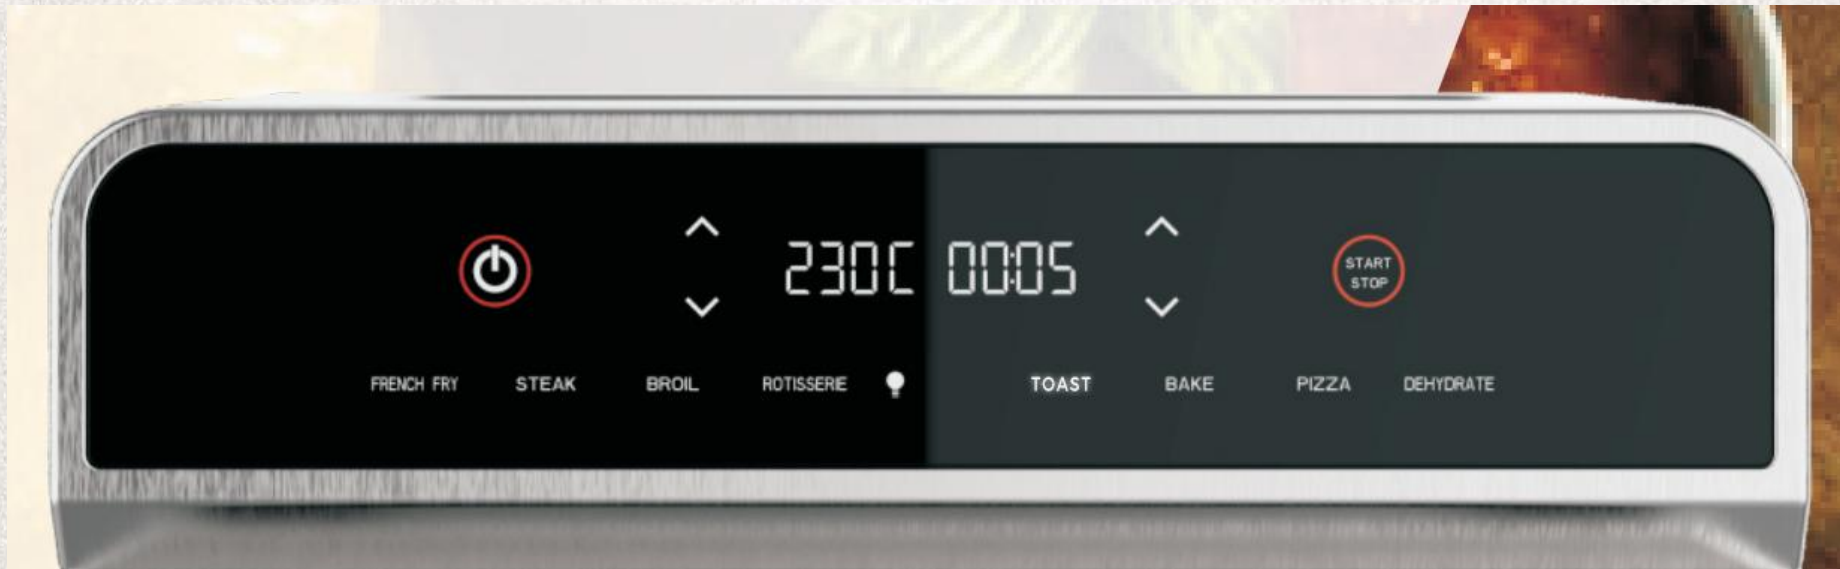 230C 00:05
START
STOP
FRENCH FRY STEAK BROIL ROTISSERIE TOAST BAKE PIZZA DEHYDRATE